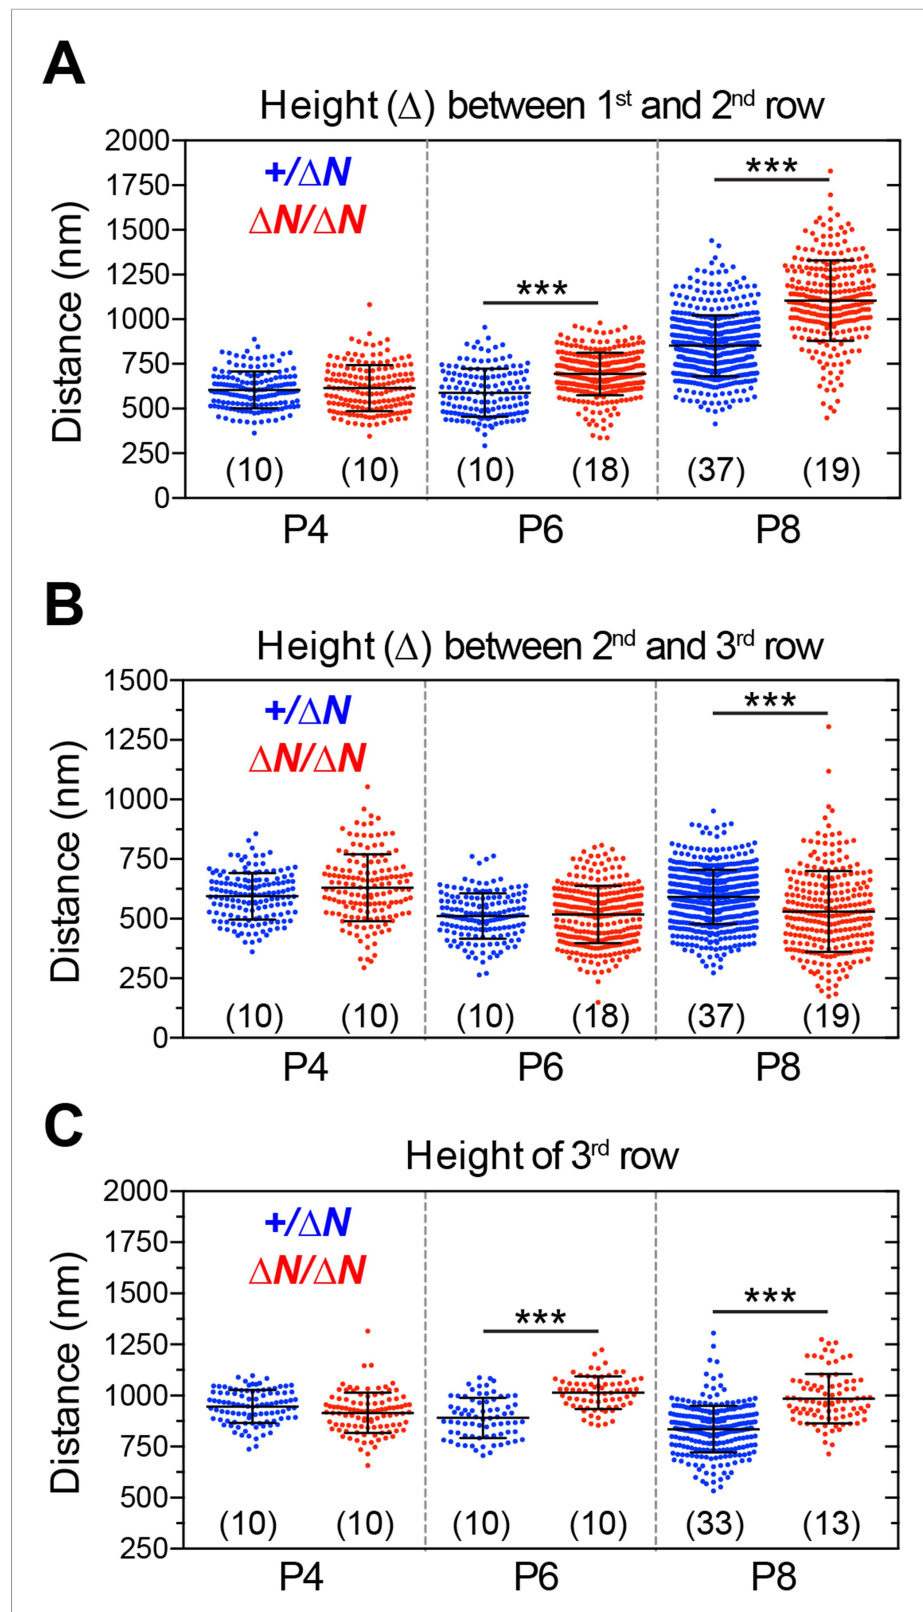 A
Height (Δ) between 1st and 2nd row
Distance (nm)
2000
1750
1500
1250
1000
750
500
250
0
+/ΔN
ΔN/ΔN
***
***
(10)
(10)
(10)
(18)
(37)
(19)
P4
P6
P8
B
Height (Δ) between 2nd and 3rd row
Distance (nm)
1500
1250
1000
750
500
250
0
+/ΔN
ΔN/ΔN
***
(10)
(10)
(10)
(18)
(37)
(19)
P4
P6
P8
C
Height of 3rd row
Distance (nm)
2000
1750
1500
1250
1000
750
500
250
+/ΔN
ΔN/ΔN
***
***
(10)
(10)
(10)
(10)
(33)
(13)
P4
P6
P8